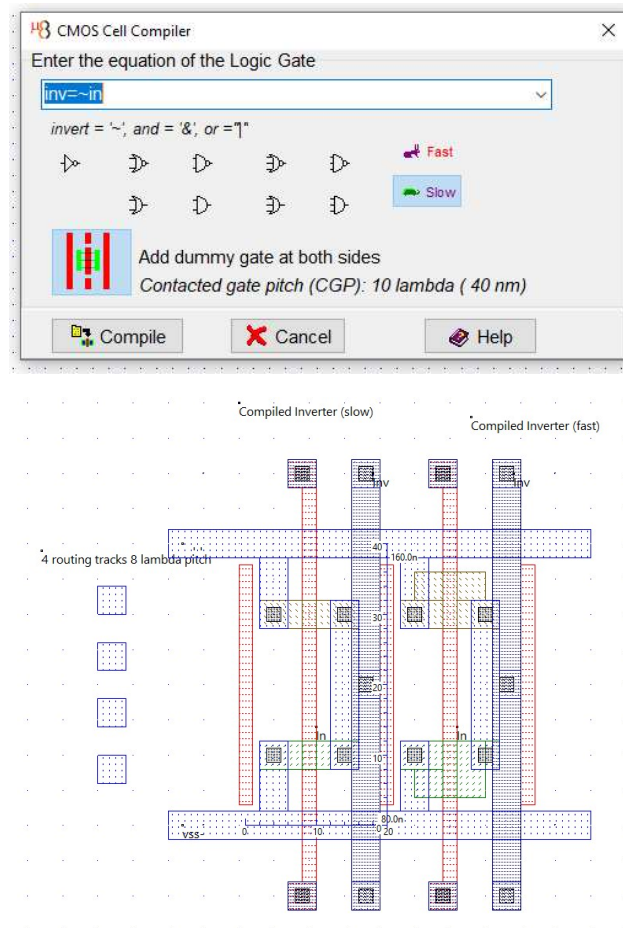 CMOS Cell Compiler
Enter the equation of the Logic Gate
inv=~in
invert = '~', and = '&', or ="|"
Fast
Slow
Add dummy gate at both sides
Contacted gate pitch (CGP): 10 lambda ( 40 nm)
Compile
Cancel
Help
Compiled Inverter (slow)
Compiled Inverter (fast)
inv
inv
40
160.0n
4 routing tracks 8 lambda pitch
30
20
in
in
10
80.0n
vss-
0
10
0
20